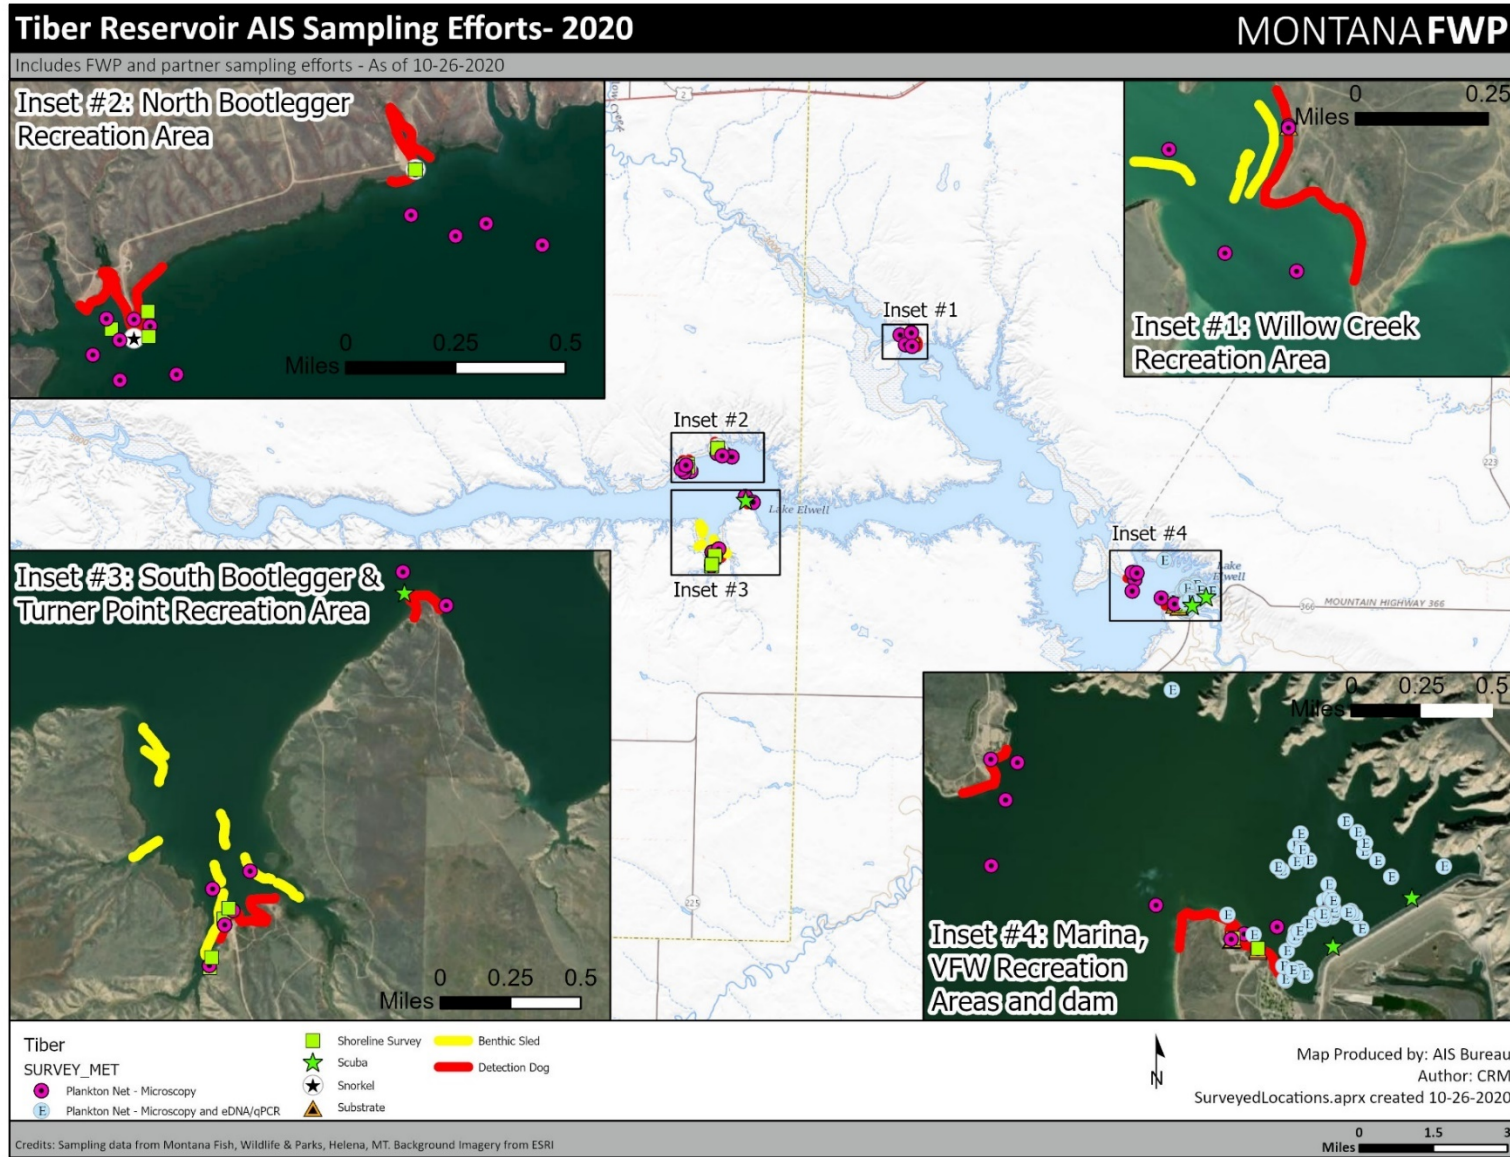 Tiber Reservoir AIS Sampling Efforts- 2020
MONTANA FWP
Includes FWP and partner sampling efforts - As of 10-26-2020
Inset #2: North Bootlegger
Recreation Area
0 0.25 0.5
Miles
2
0 0.25
Miles
Inset #1: Willow Creek
Recreation Area
Inset #1
Inset #2
Lake Elwell
Inset #3
Inset #4
Lake
Elwell
223
366
MOUNTAIN HIGHWAY 366
225
Inset #3: South Bootlegger &
Turner Point Recreation Area
0 0.25 0.5
Miles
E
0 0.25 0.5
Miles
Inset #4: Marina,
VFW Recreation
Areas and dam
Tiber
SURVEY_MET
Plankton Net - Microscopy
E Plankton Net - Microscopy and eDNA/qPCR
Shoreline Survey
Scuba
Snorkel
Substrate
Benthic Sled
Detection Dog
N
Map Produced by: AIS Bureau
Author: CRM
SurveyedLocations.aprx created 10-26-2020
Credits: Sampling data from Montana Fish, Wildlife & Parks, Helena, MT. Background Imagery from ESRI
0 1.5 3
Miles